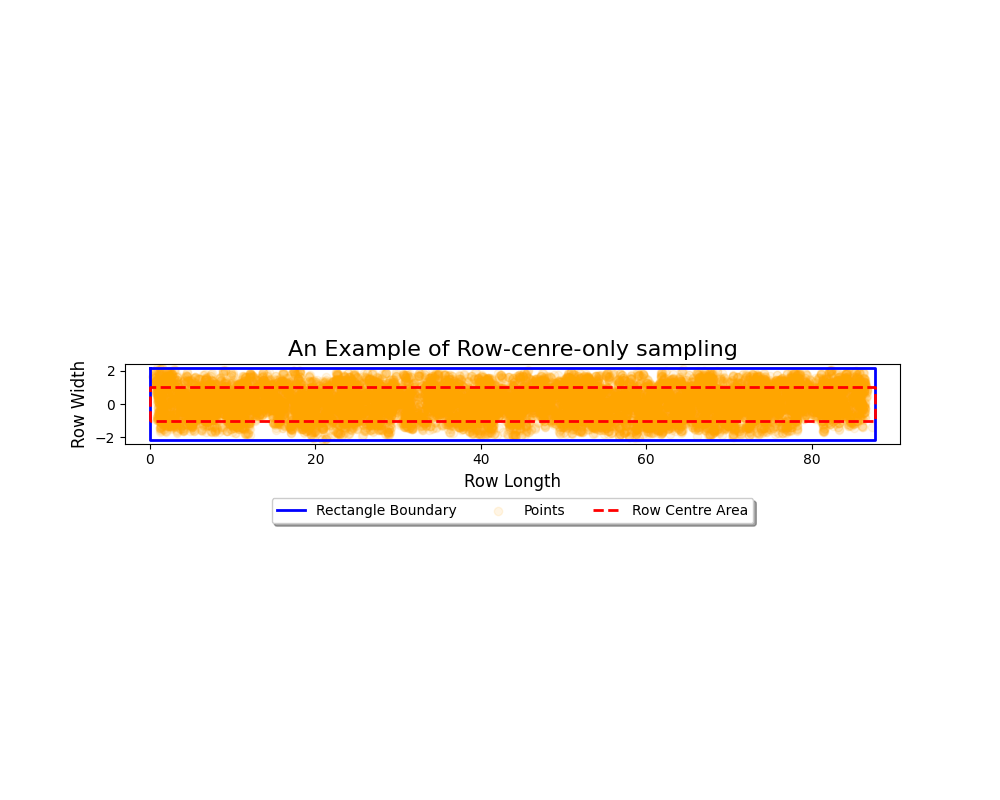 An Example of Row-cenre-only sampling
Row Width
2
0
−2
0 20 40 60 80
Row Longth
Rectangle Boundary Points Row Centre Area